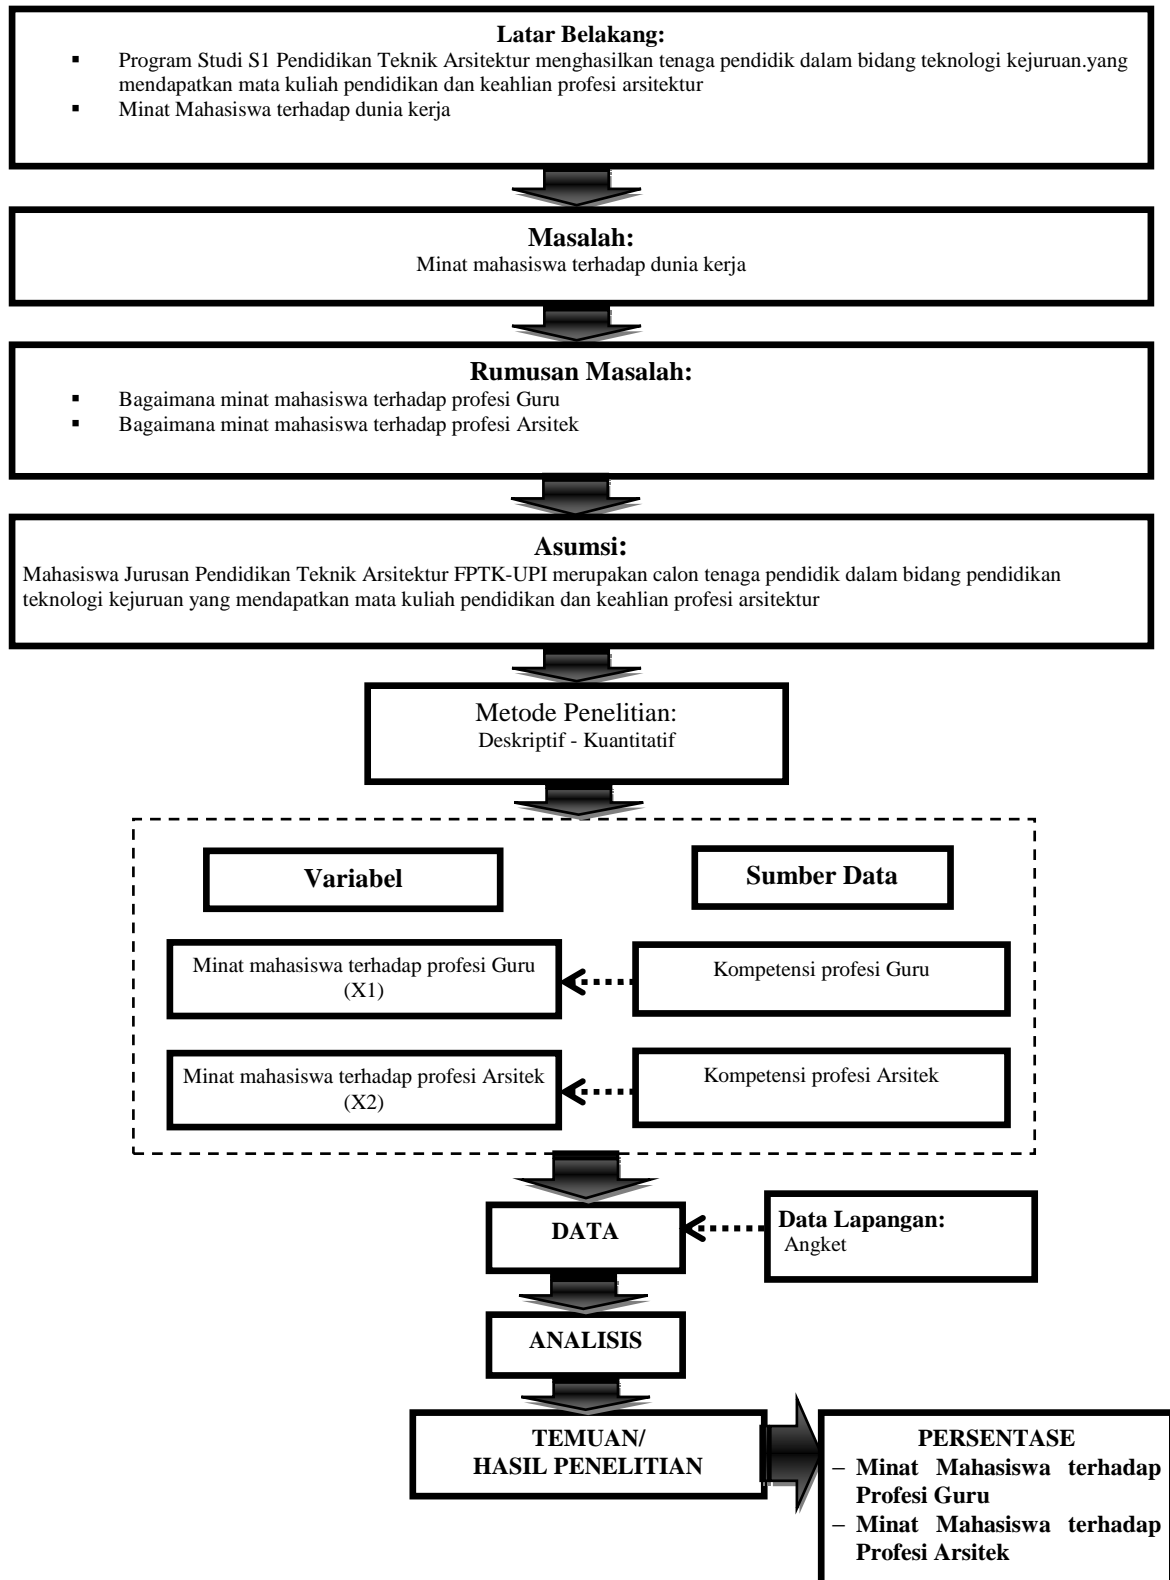 Latar Belakang:
▪ Program Studi S1 Pendidikan Teknik Arsitektur menghasilkan tenaga pendidik dalam bidang teknologi kejuruan.yang
mendapatkan mata kuliah pendidikan dan keahlian profesi arsitektur
▪ Minat Mahasiswa terhadap dunia kerja
Masalah:
Minat mahasiswa terhadap dunia kerja
Rumusan Masalah:
▪ Bagaimana minat mahasiswa terhadap profesi Guru
▪ Bagaimana minat mahasiswa terhadap profesi Arsitek
Asumsi:
Mahasiswa Jurusan Pendidikan Teknik Arsitektur FPTK-UPI merupakan calon tenaga pendidik dalam bidang pendidikan
teknologi kejuruan yang mendapatkan mata kuliah pendidikan dan keahlian profesi arsitektur
Metode Penelitian:
Deskriptif - Kuantitatif
Variabel
Sumber Data
Minat mahasiswa terhadap profesi Guru
(X1)
Kompetensi profesi Guru
Minat mahasiswa terhadap profesi Arsitek
(X2)
Kompetensi profesi Arsitek
DATA
Data Lapangan:
Angket
ANALISIS
TEMUAN/
HASIL PENELITIAN
PERSENTASE
– Minat Mahasiswa terhadap
Profesi Guru
– Minat Mahasiswa terhadap
Profesi Arsitek